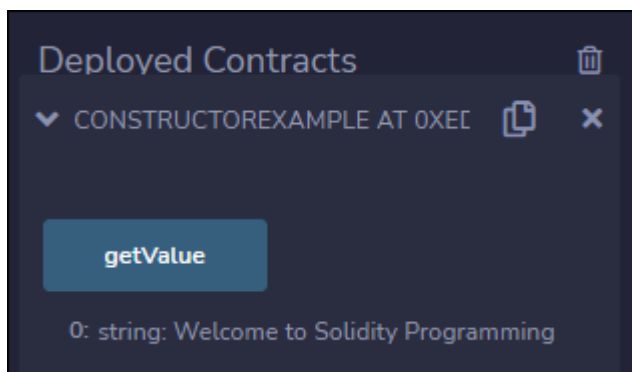 Deployed Contracts
CONSTRUCTOREXAMPLE AT 0XED
getValue
0: string: Welcome to Solidity Programming